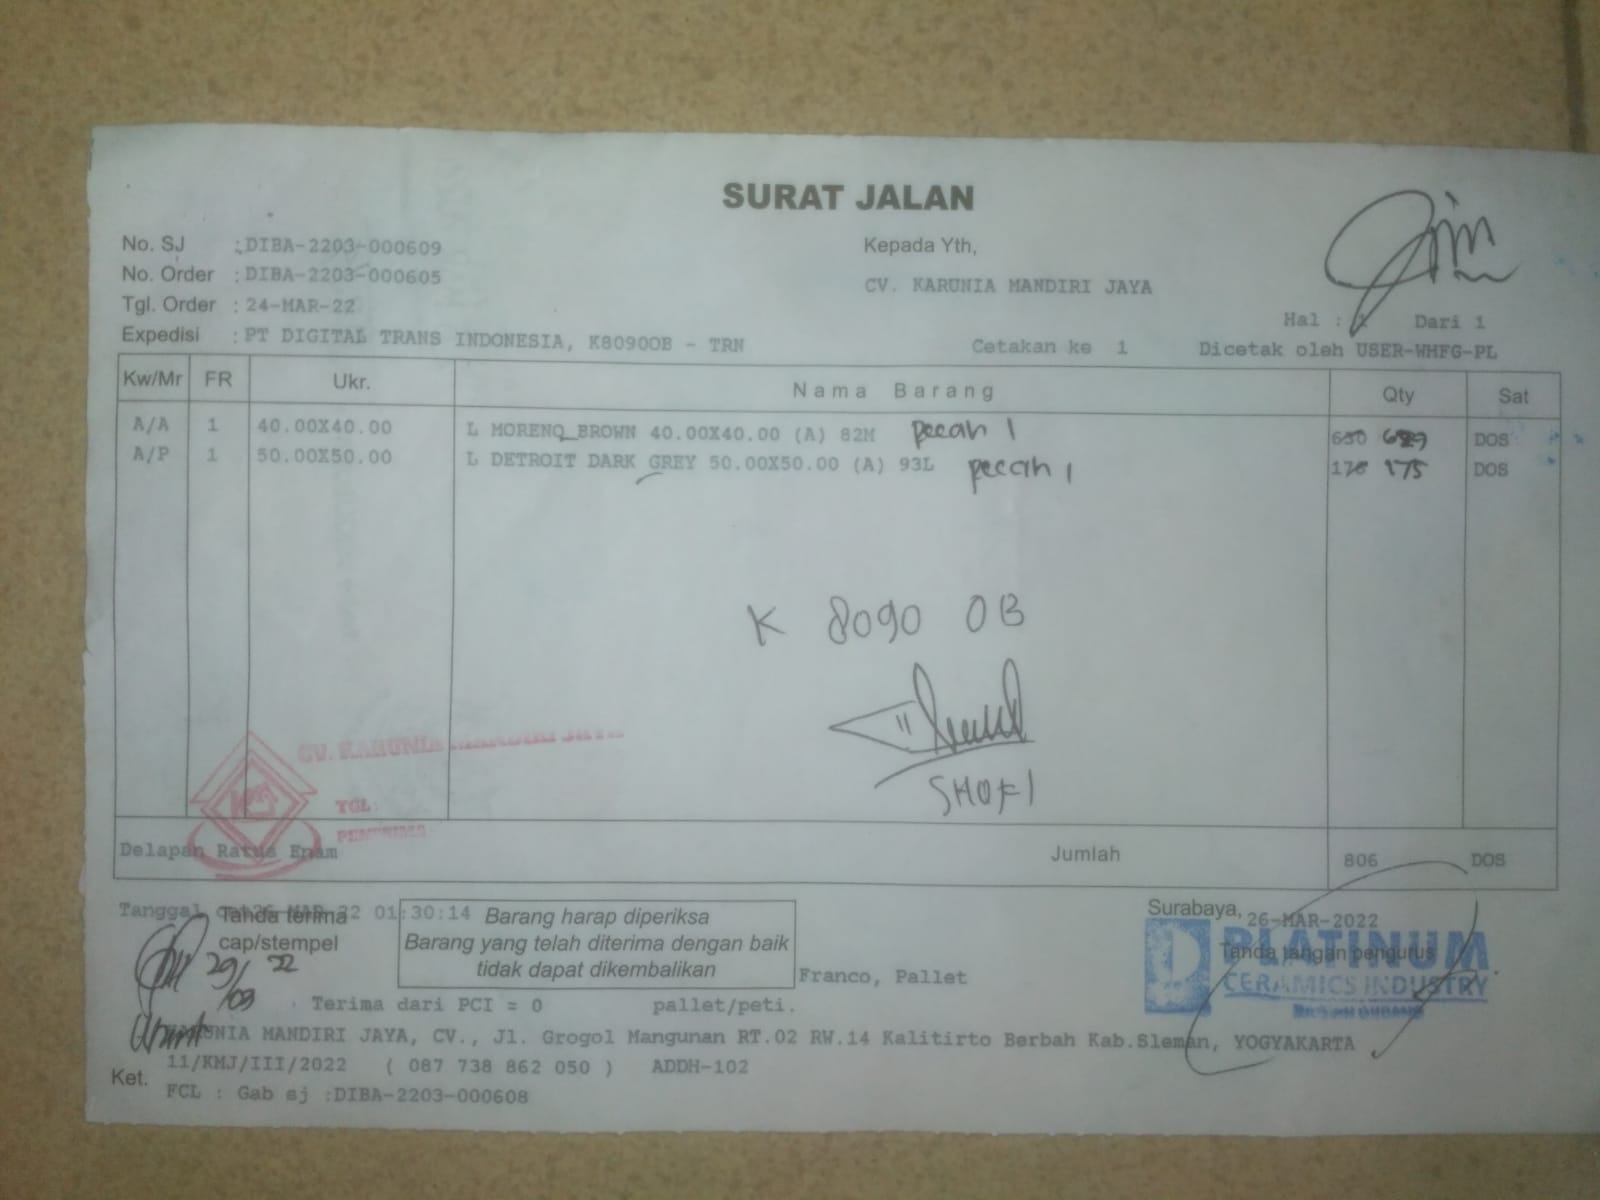 SURAT JALAN
No. SJ : DIBA-2203-000609
No. Order : DIBA-2203-000605
Tgl. Order : 24-MAR-22
Expedisi : PT DIGITAL TRANS INDONESIA, K8090OB - TRN
Kepada Yth,
CV. KARUNIA MANDIRI JAYA
Hal : 1 Dari 1
Cetakan ke 1 Dicetak oleh USER-WHFG-PL
Kw/Mr FR Ukr. Nama Barang Qty Sat
A/A 1 40.00X40.00 L MORENO_BROWN 40.00X40.00 (A) 82M pecah 1 630 629 DOS
A/P 1 50.00X50.00 L DETROIT DARK GREY 50.00X50.00 (A) 93L pecah 1 176 175 DOS
K 8090 OB
SHOFI
CV. KARUNIA MANDIRI JAYA
TGL :
PENERIMA
Delapan Ratus Enam Jumlah 806 DOS
Tanggal 26-MAR-22 01:30:14
Tanda terima
cap/stempel
29/03 22
Barang harap diperiksa
Barang yang telah diterima dengan baik
tidak dapat dikembalikan
Franco, Pallet
Surabaya, 26-MAR-2022
Tanda tangan pengurus
PLATINUM
CERAMICS INDUSTRY
Terima dari PCI = 0 pallet/peti.
KARUNIA MANDIRI JAYA, CV., Jl. Grogol Mangunan RT.02 RW.14 Kalitirto Berbah Kab.Sleman, YOGYAKARTA
11/KMJ/III/2022 ( 087 738 862 050 ) ADDH-102
Ket.
FCL : Gab sj :DIBA-2203-000608